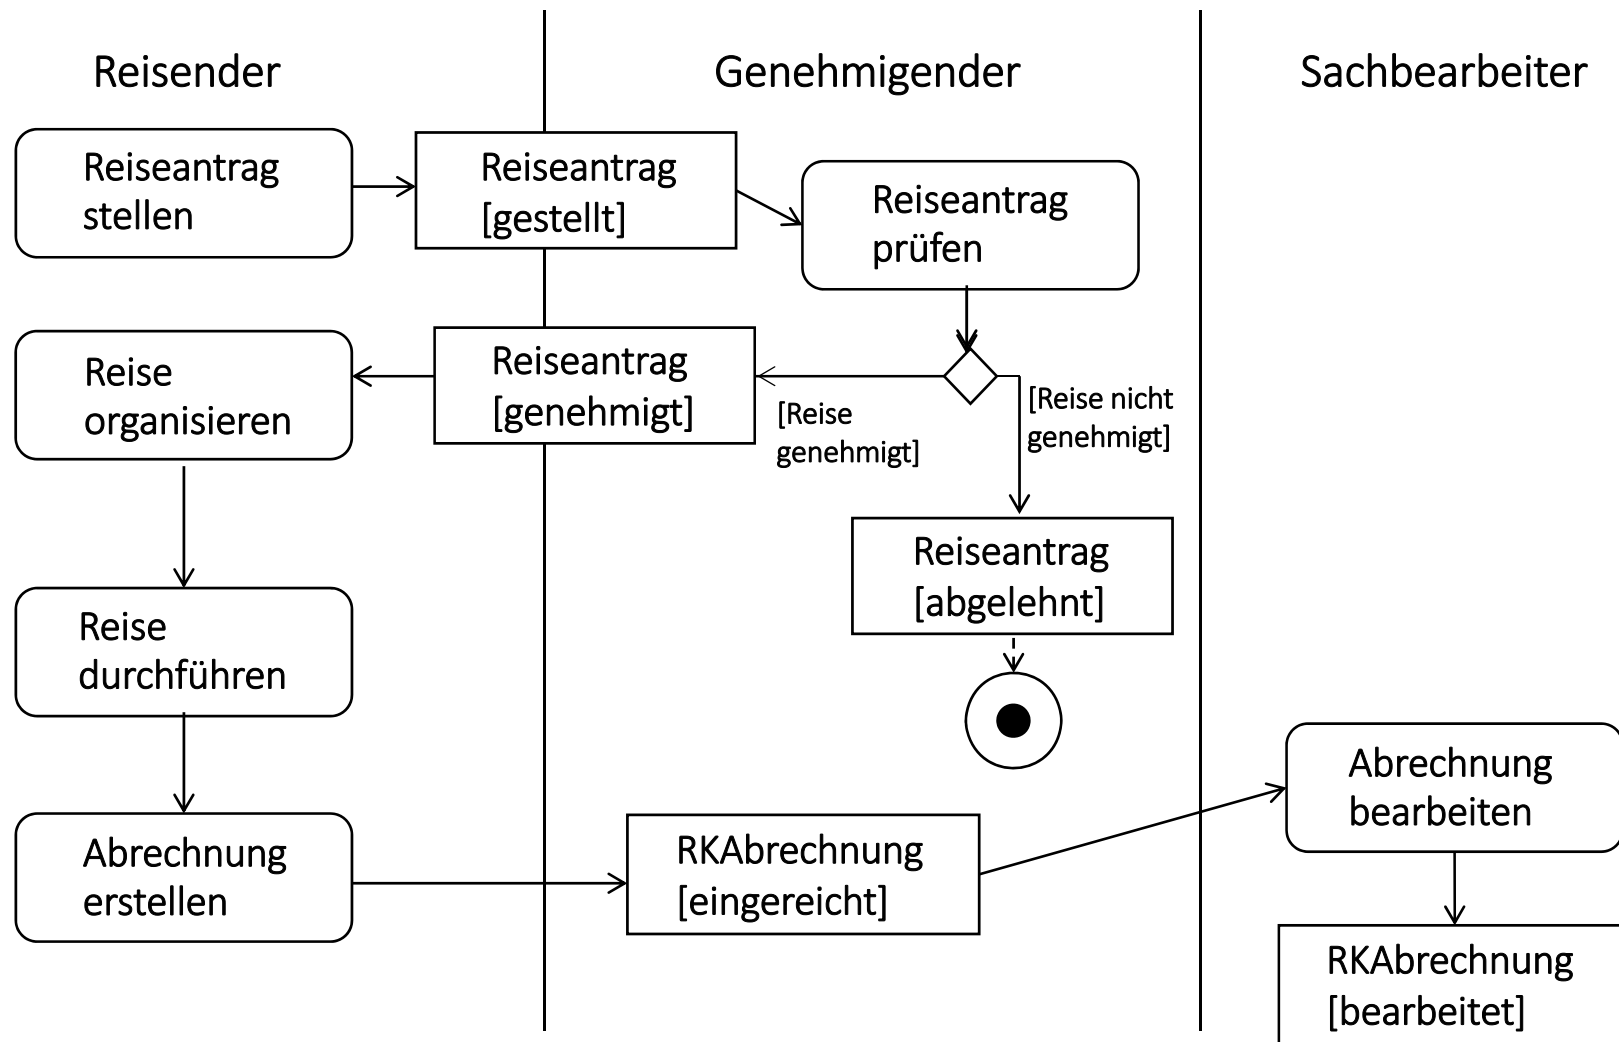 Reisender
Genehmigender
Sachbearbeiter
Reiseantrag
stellen
Reiseantrag
[gestellt]
Reiseantrag
prüfen
Reise
organisieren
Reiseantrag
[genehmigt]
[Reise
genehmigt]
[Reise nicht
genehmigt]
Reiseantrag
[abgelehnt]
Reise
durchführen
Abrechnung
erstellen
RKAbrechnung
[eingereicht]
Abrechnung
bearbeiten
RKAbrechnung
[bearbeitet]